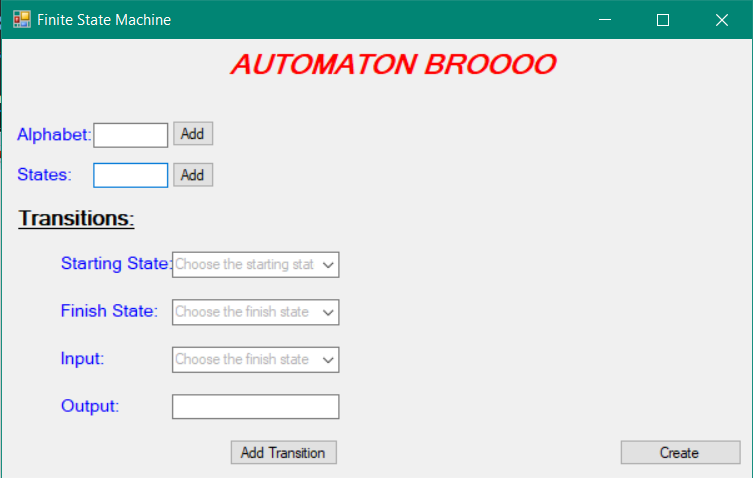 Finite State Machine
AUTOMATON BROOOO
Alphabet: Add
States: Add
Transitions:
Starting State: Choose the starting stat
Finish State: Choose the finish state
Input: Choose the finish state
Output:
Add Transition Create